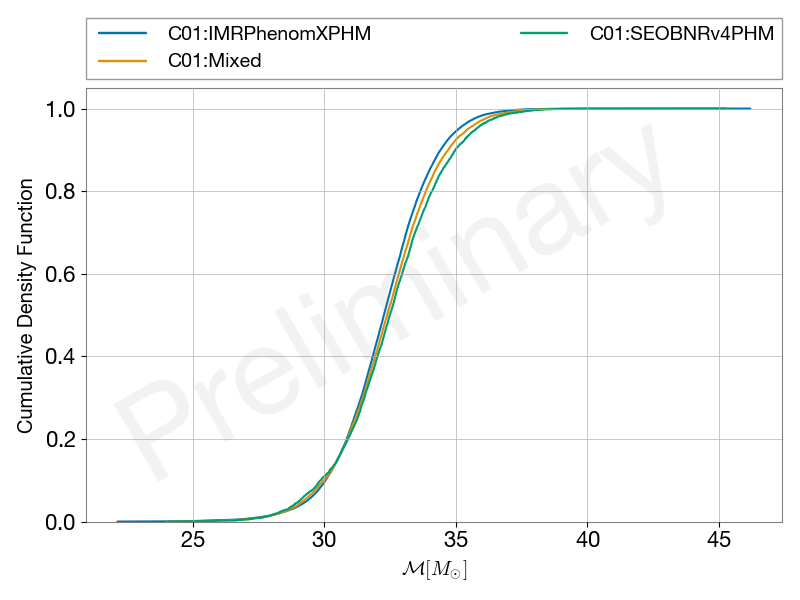 C01:IMRPhenomXPHM
C01:SEOBNRv4PHM
C01:Mixed
1.0
0.8
0.6
0.4
0.2
0.0
Cumulative Density Function
Preliminary
25
30
35
40
45
ℳ[M⊙]